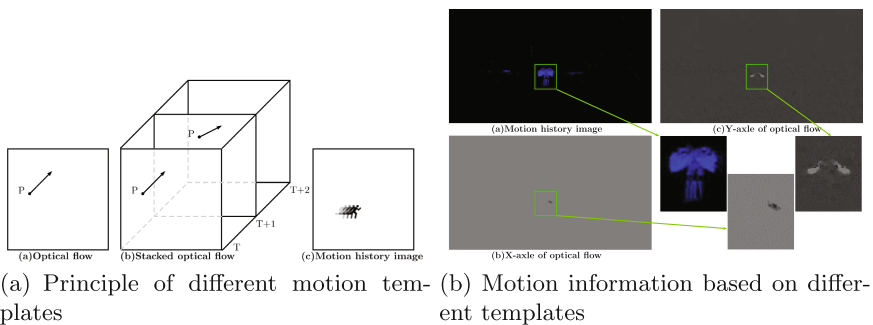 P
P
P
T+2
T+1
T
(a)Optical flow
(b)Stacked optical flow
(c)Motion history image
(a)Motion history image
(c)Y-axle of optical flow
(b)X-axle of optical flow
(a) Principle of different motion tem-
plates
(b) Motion information based on differ-
ent templates